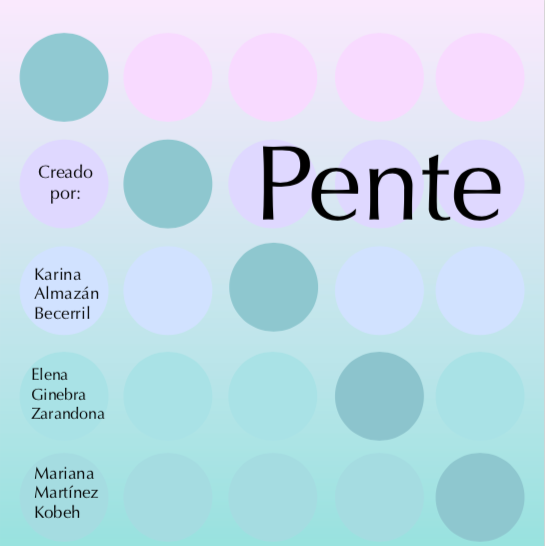 Pente
Creado
por:
Karina
Almazán
Becerril
Elena
Ginebra
Zarandona
Mariana
Martínez
Kobeh